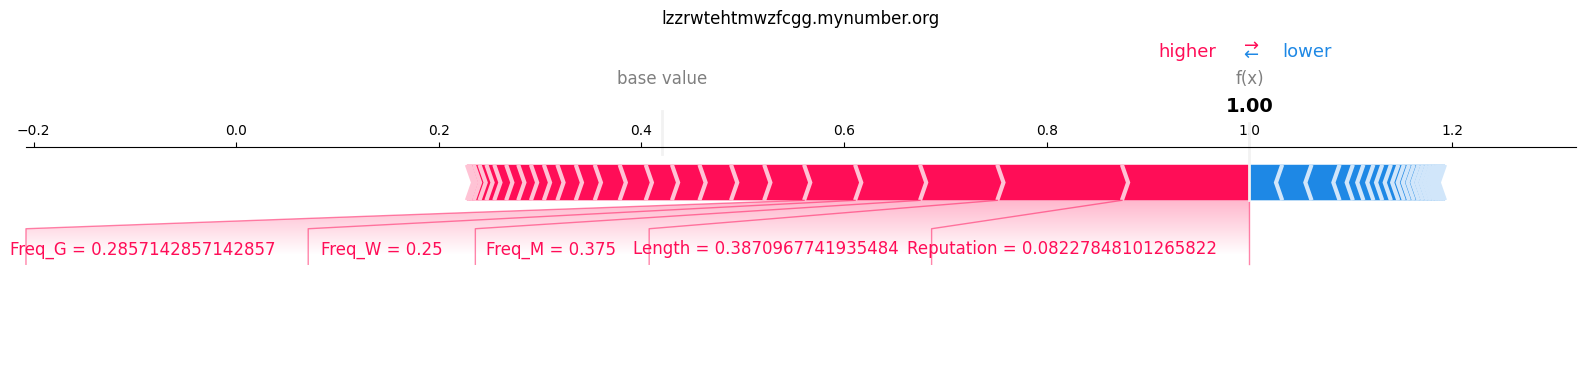 lzzrwtehtmwzfcgg.mynumber.org
higher ⇄ lower
base value f(x)
1.00
−0.2 0.0 0.2 0.4 0.6 0.8 1.0 1.2
Freq_G = 0.2857142857142857 Freq_W = 0.25 Freq_M = 0.375 Length = 0.3870967741935484 Reputation = 0.08227848101265822